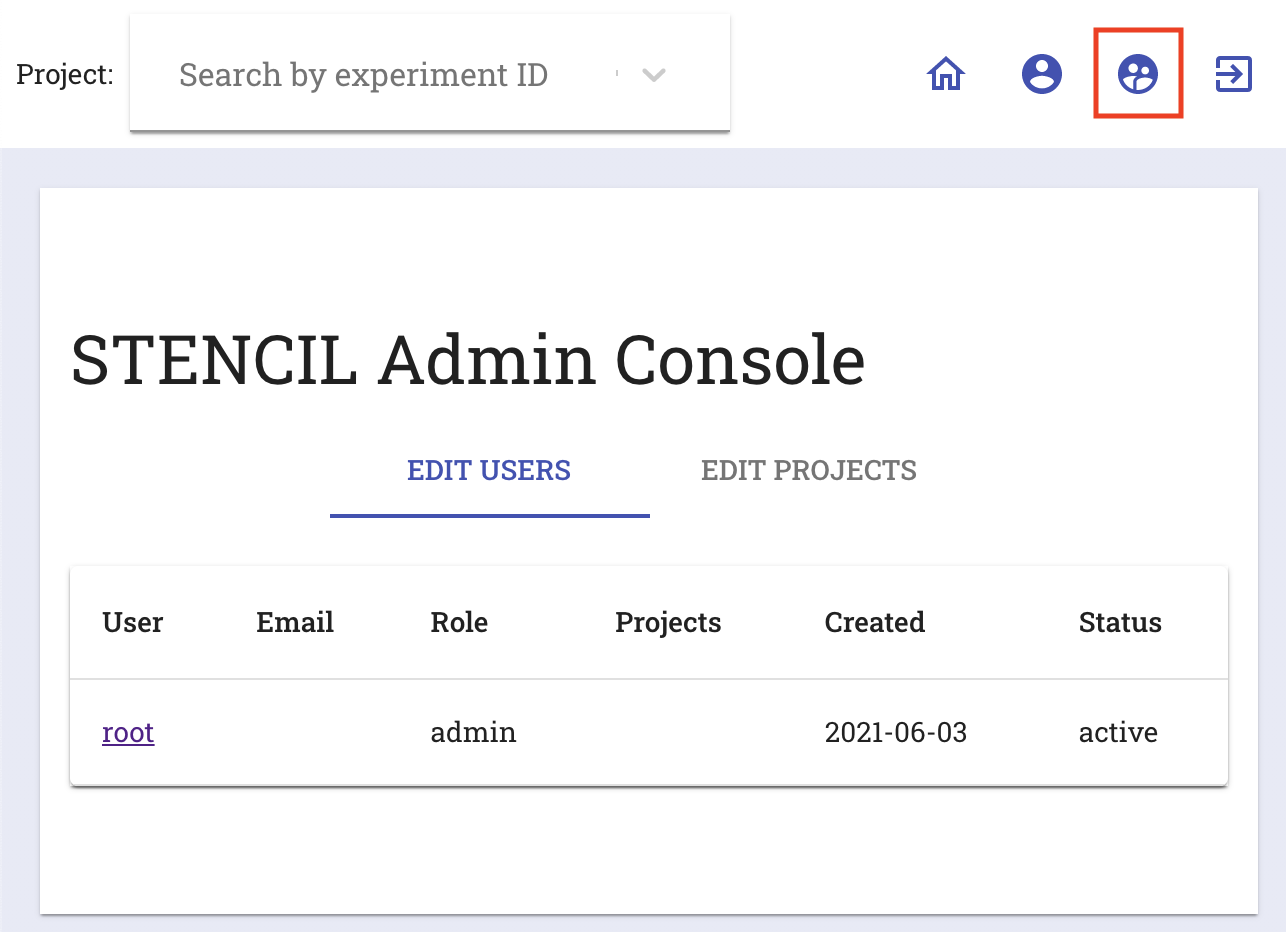 Project: Search by experiment ID
STENCIL Admin Console
EDIT USERS EDIT PROJECTS
User Email Role Projects Created Status
root admin 2021-06-03 active